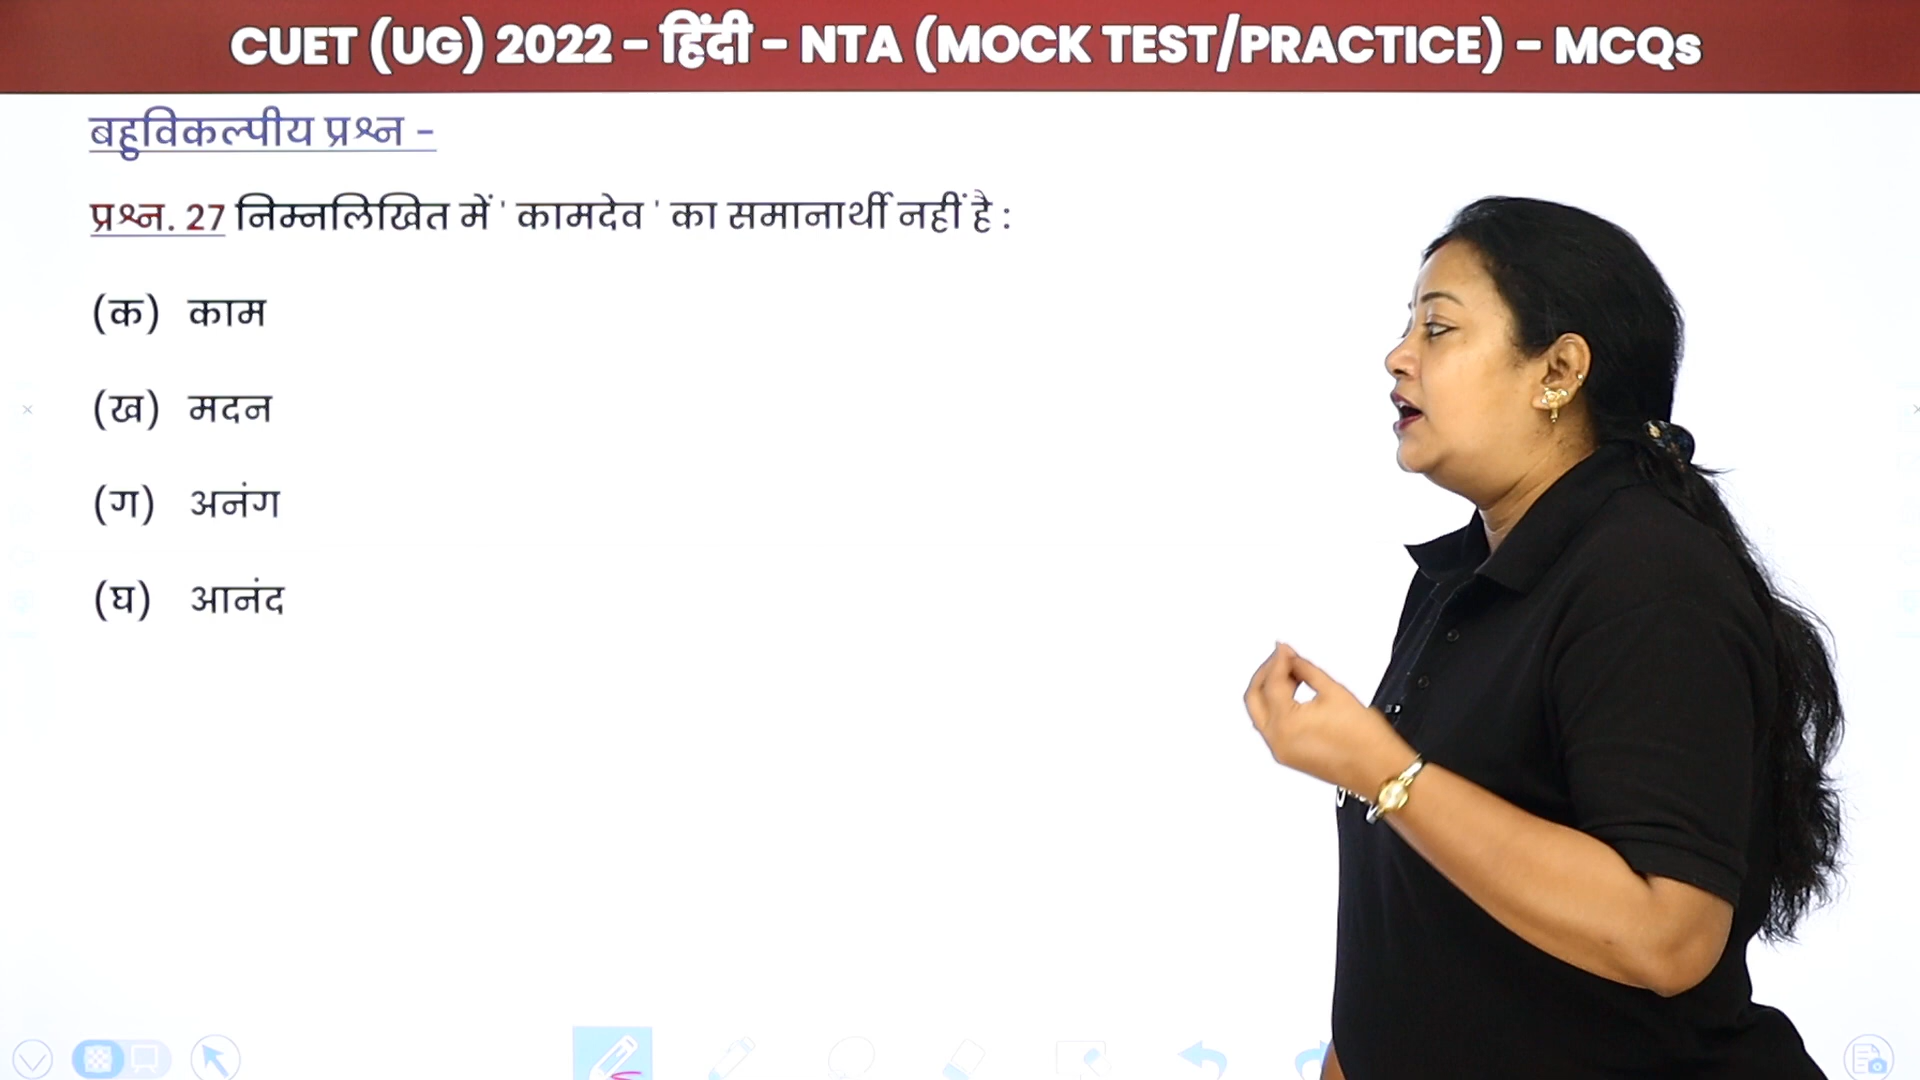 CUET (UG) 2022 - हिंदी - NTA (MOCK TEST/PRACTICE) - MCQs
बहुविकल्पीय प्रश्न -
प्रश्न. 27 निम्नलिखित में ' कामदेव ' का समानार्थी नहीं है :
(क) काम
(ख) मदन
(ग) अनंग
(घ) आनंद